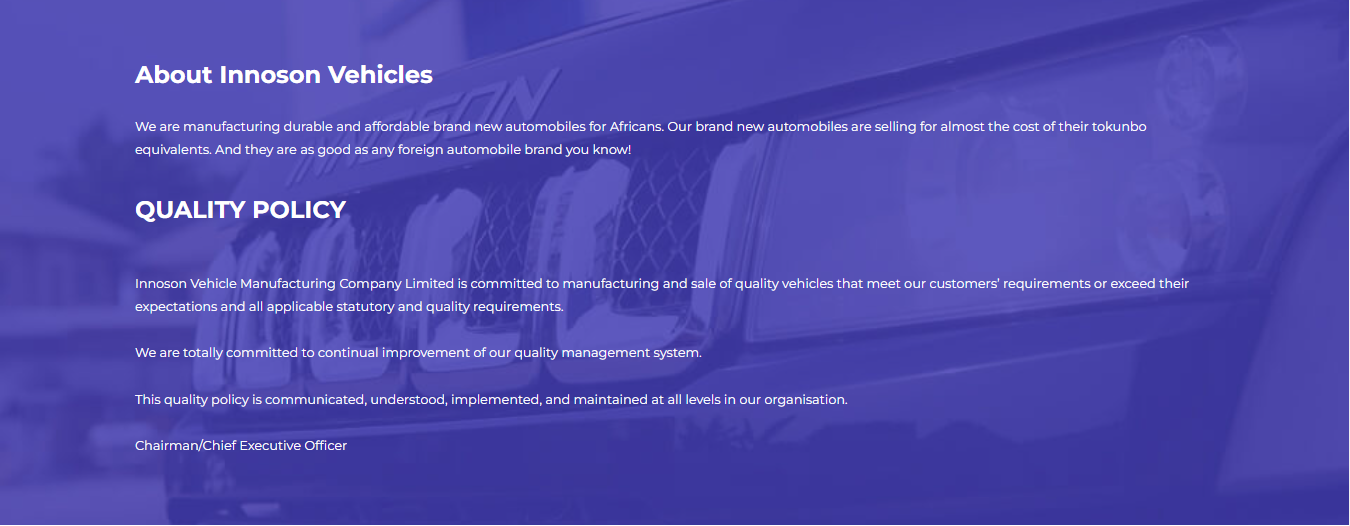 About Innoson Vehicles
INNOSON
We are manufacturing durable and affordable brand new automobiles for Africans. Our brand new automobiles are selling for almost the cost of their tokunbo
equivalents. And they are as good as any foreign automobile brand you know!
QUALITY POLICY
Innoson Vehicle Manufacturing Company Limited is committed to manufacturing and sale of quality vehicles that meet our customers’ requirements or exceed their
expectations and all applicable statutory and quality requirements.
We are totally committed to continual improvement of our quality management system.
This quality policy is communicated, understood, implemented, and maintained at all levels in our organisation.
Chairman/Chief Executive Officer